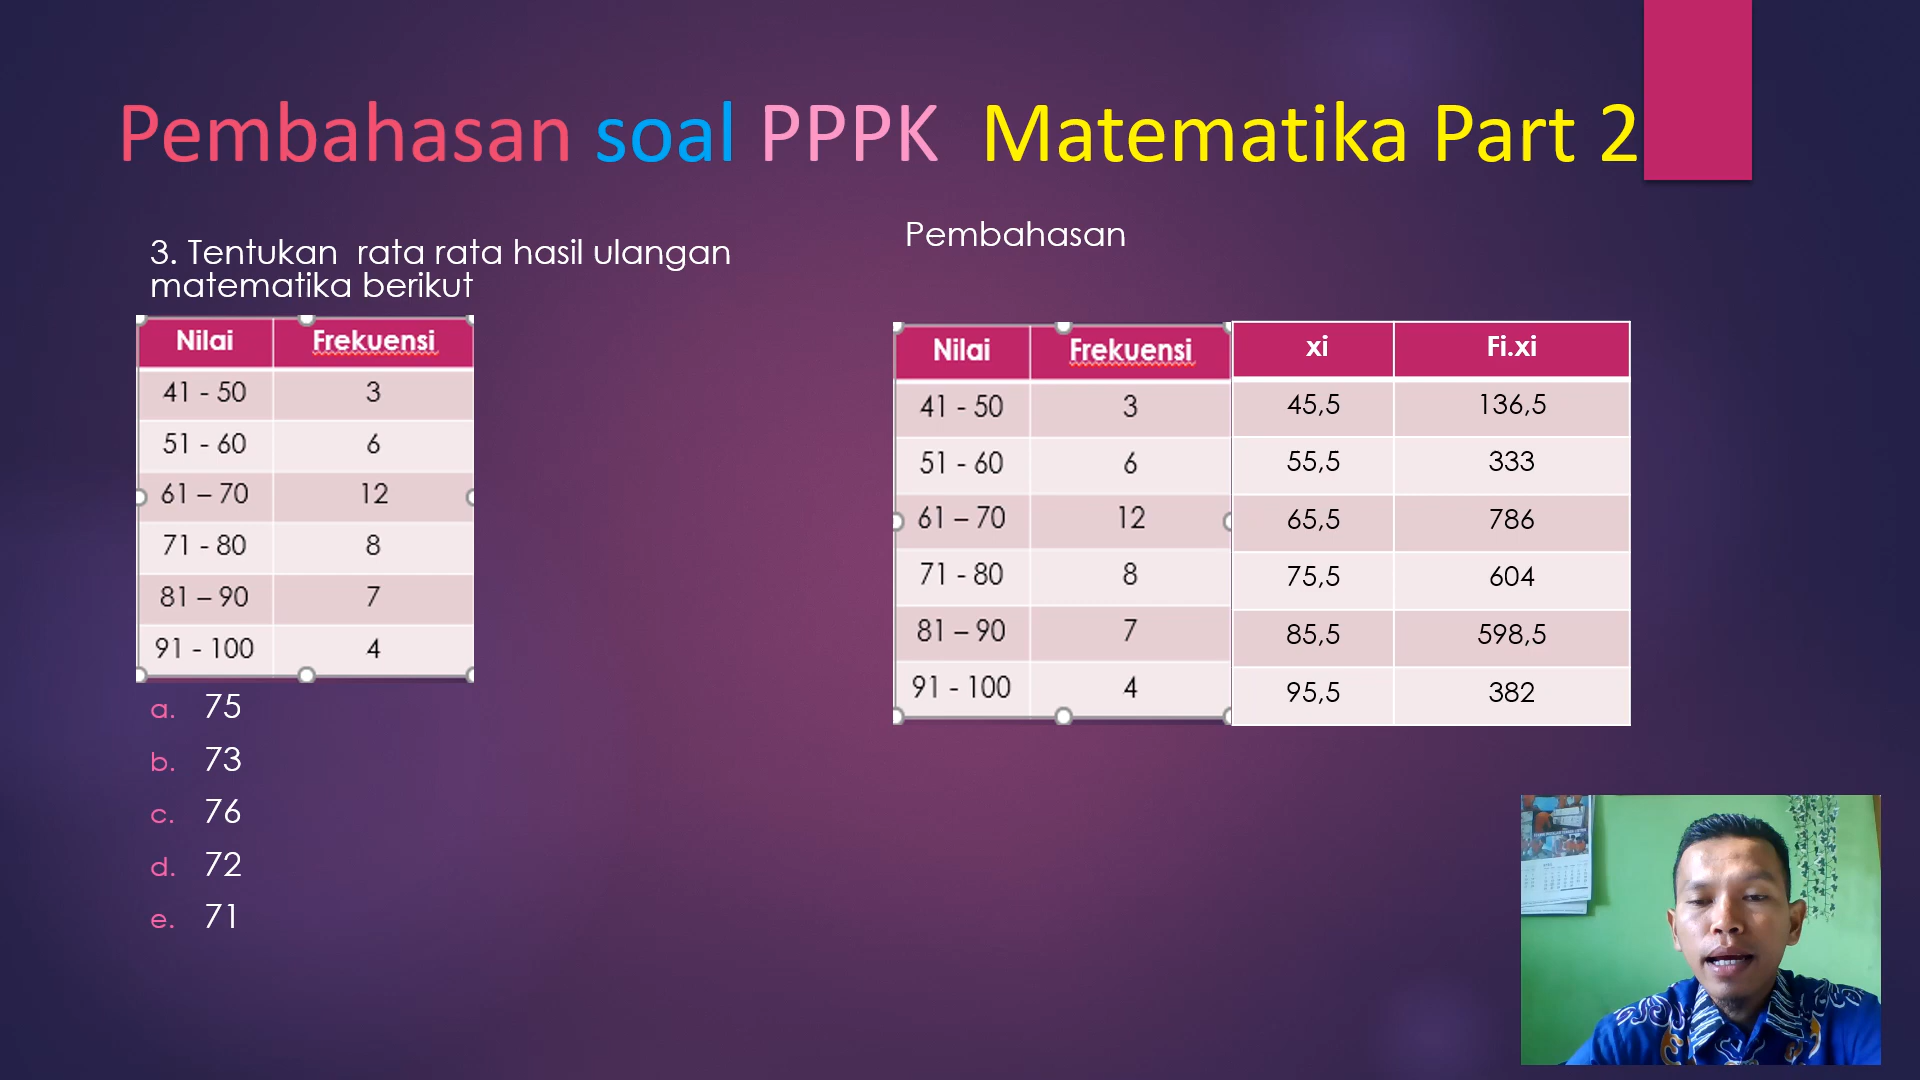 Pembahasan soal PPPK Matematika Part 2
3. Tentukan rata rata hasil ulangan
matematika berikut
Nilai Frekuensi
41 - 50 3
51 - 60 6
61 – 70 12
71 - 80 8
81 – 90 7
91 - 100 4
a. 75
b. 73
c. 76
d. 72
e. 71
Pembahasan
Nilai Frekuensi xi Fi.xi
41 - 50 3 45,5 136,5
51 - 60 6 55,5 333
61 – 70 12 65,5 786
71 - 80 8 75,5 604
81 – 90 7 85,5 598,5
91 - 100 4 95,5 382